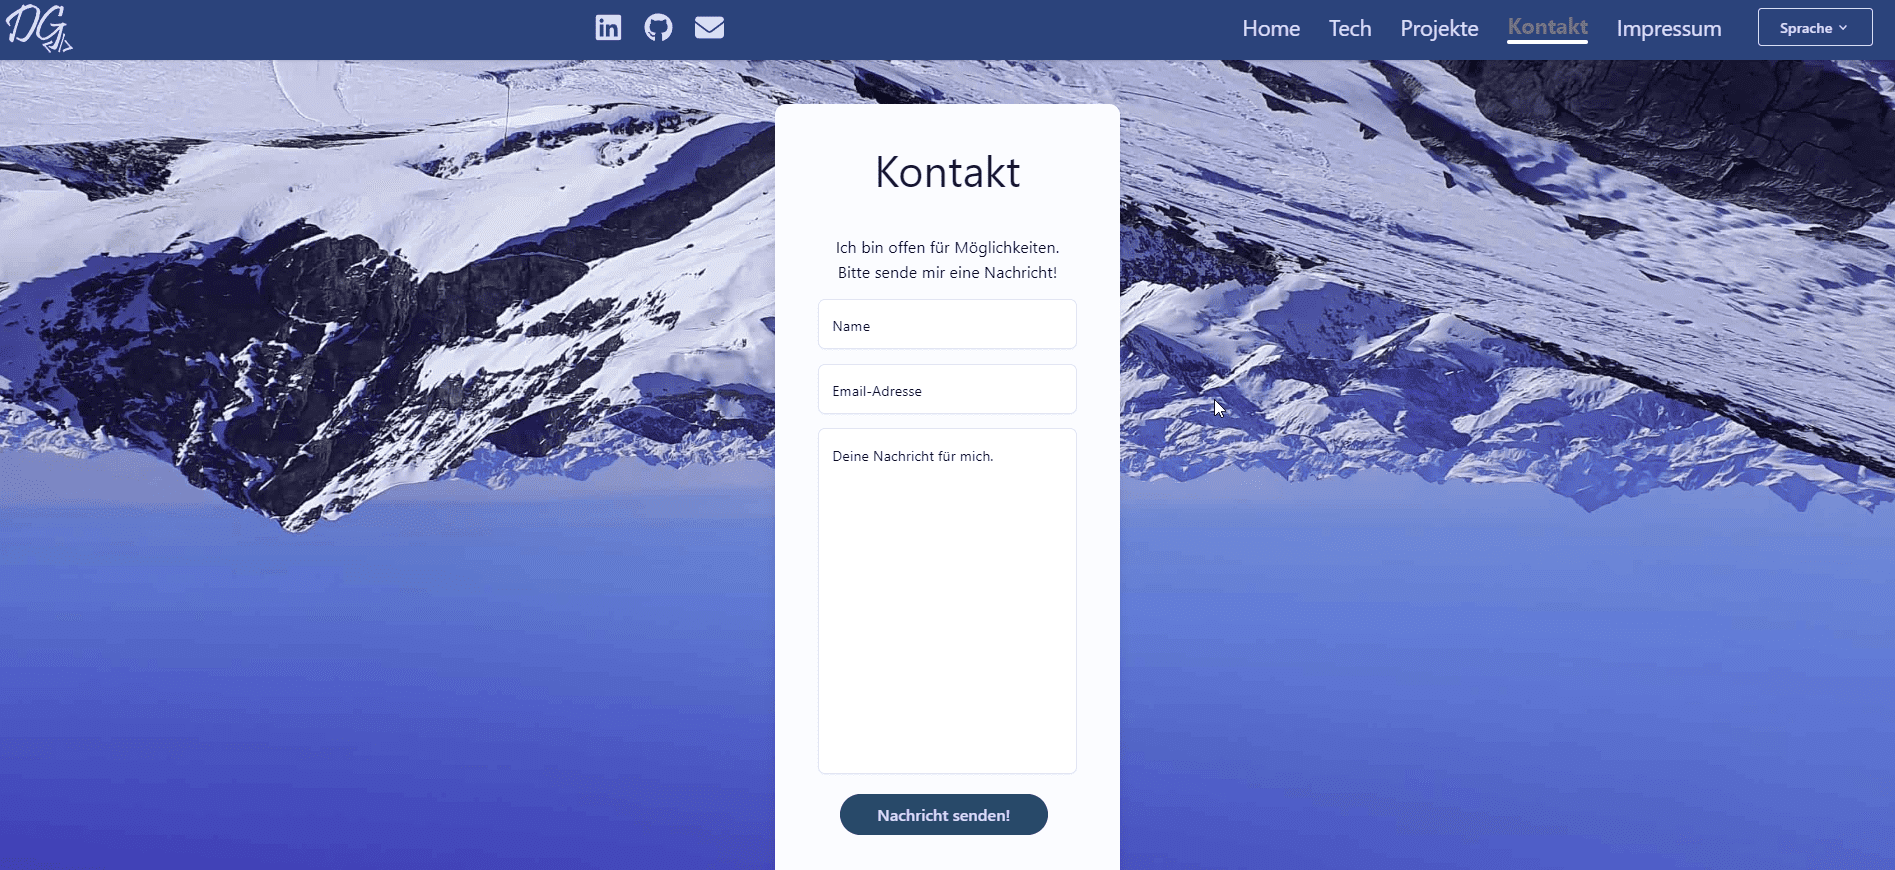 DG
Home
Tech
Projekte
Kontakt
Impressum
Sprache
Kontakt
Ich bin offen für Möglichkeiten.
Bitte sende mir eine Nachricht!
Name
Email-Adresse
Deine Nachricht für mich.
Nachricht senden!